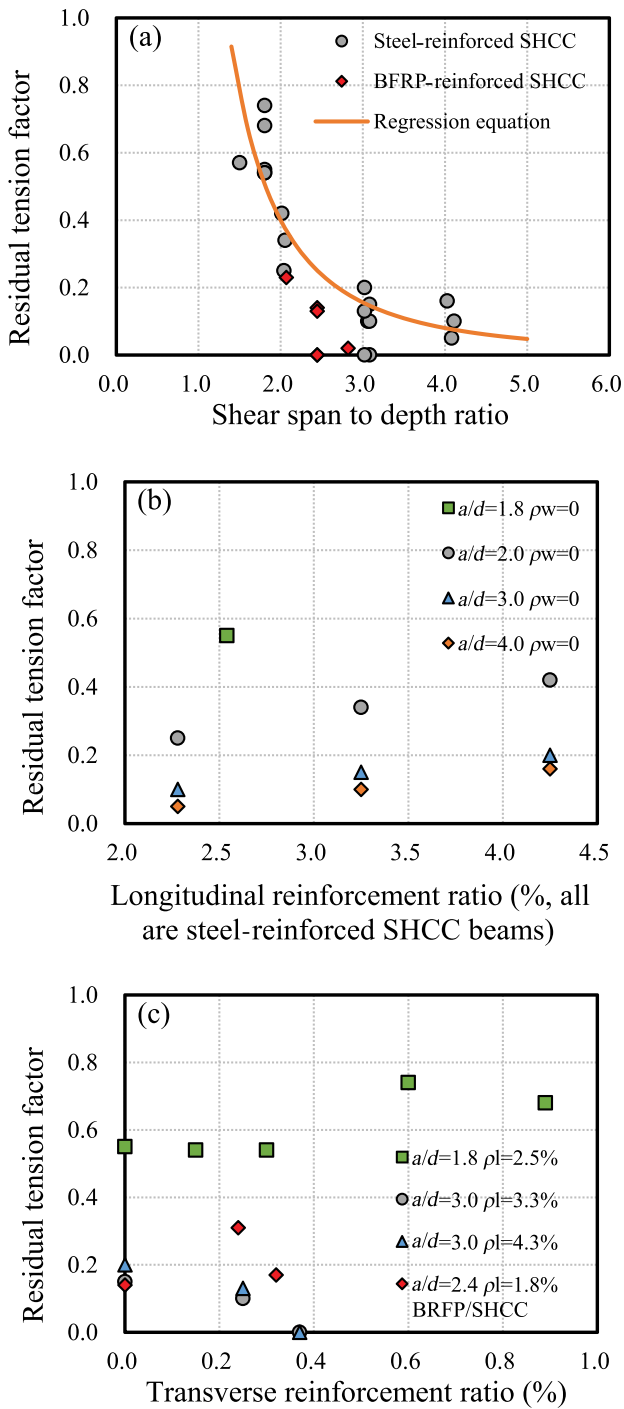 (a)
Steel-reinforced SHCC
BFRP-reinforced SHCC
Regression equation
Residual tension factor
1.0
0.8
0.6
0.4
0.2
0.0
0.0 1.0 2.0 3.0 4.0 5.0 6.0
Shear span to depth ratio
(b)
a/d=1.8 ρw=0
a/d=2.0 ρw=0
a/d=3.0 ρw=0
a/d=4.0 ρw=0
Residual tension factor
1.0
0.8
0.6
0.4
0.2
0.0
2.0 2.5 3.0 3.5 4.0 4.5
Longitudinal reinforcement ratio (%, all
are steel-reinforced SHCC beams)
(c)
a/d=1.8 ρl=2.5%
a/d=3.0 ρl=3.3%
a/d=3.0 ρl=4.3%
a/d=2.4 ρl=1.8%
BRFP/SHCC
Residual tension factor
1.0
0.8
0.6
0.4
0.2
0.0
0.0 0.2 0.4 0.6 0.8 1.0
Transverse reinforcement ratio (%)